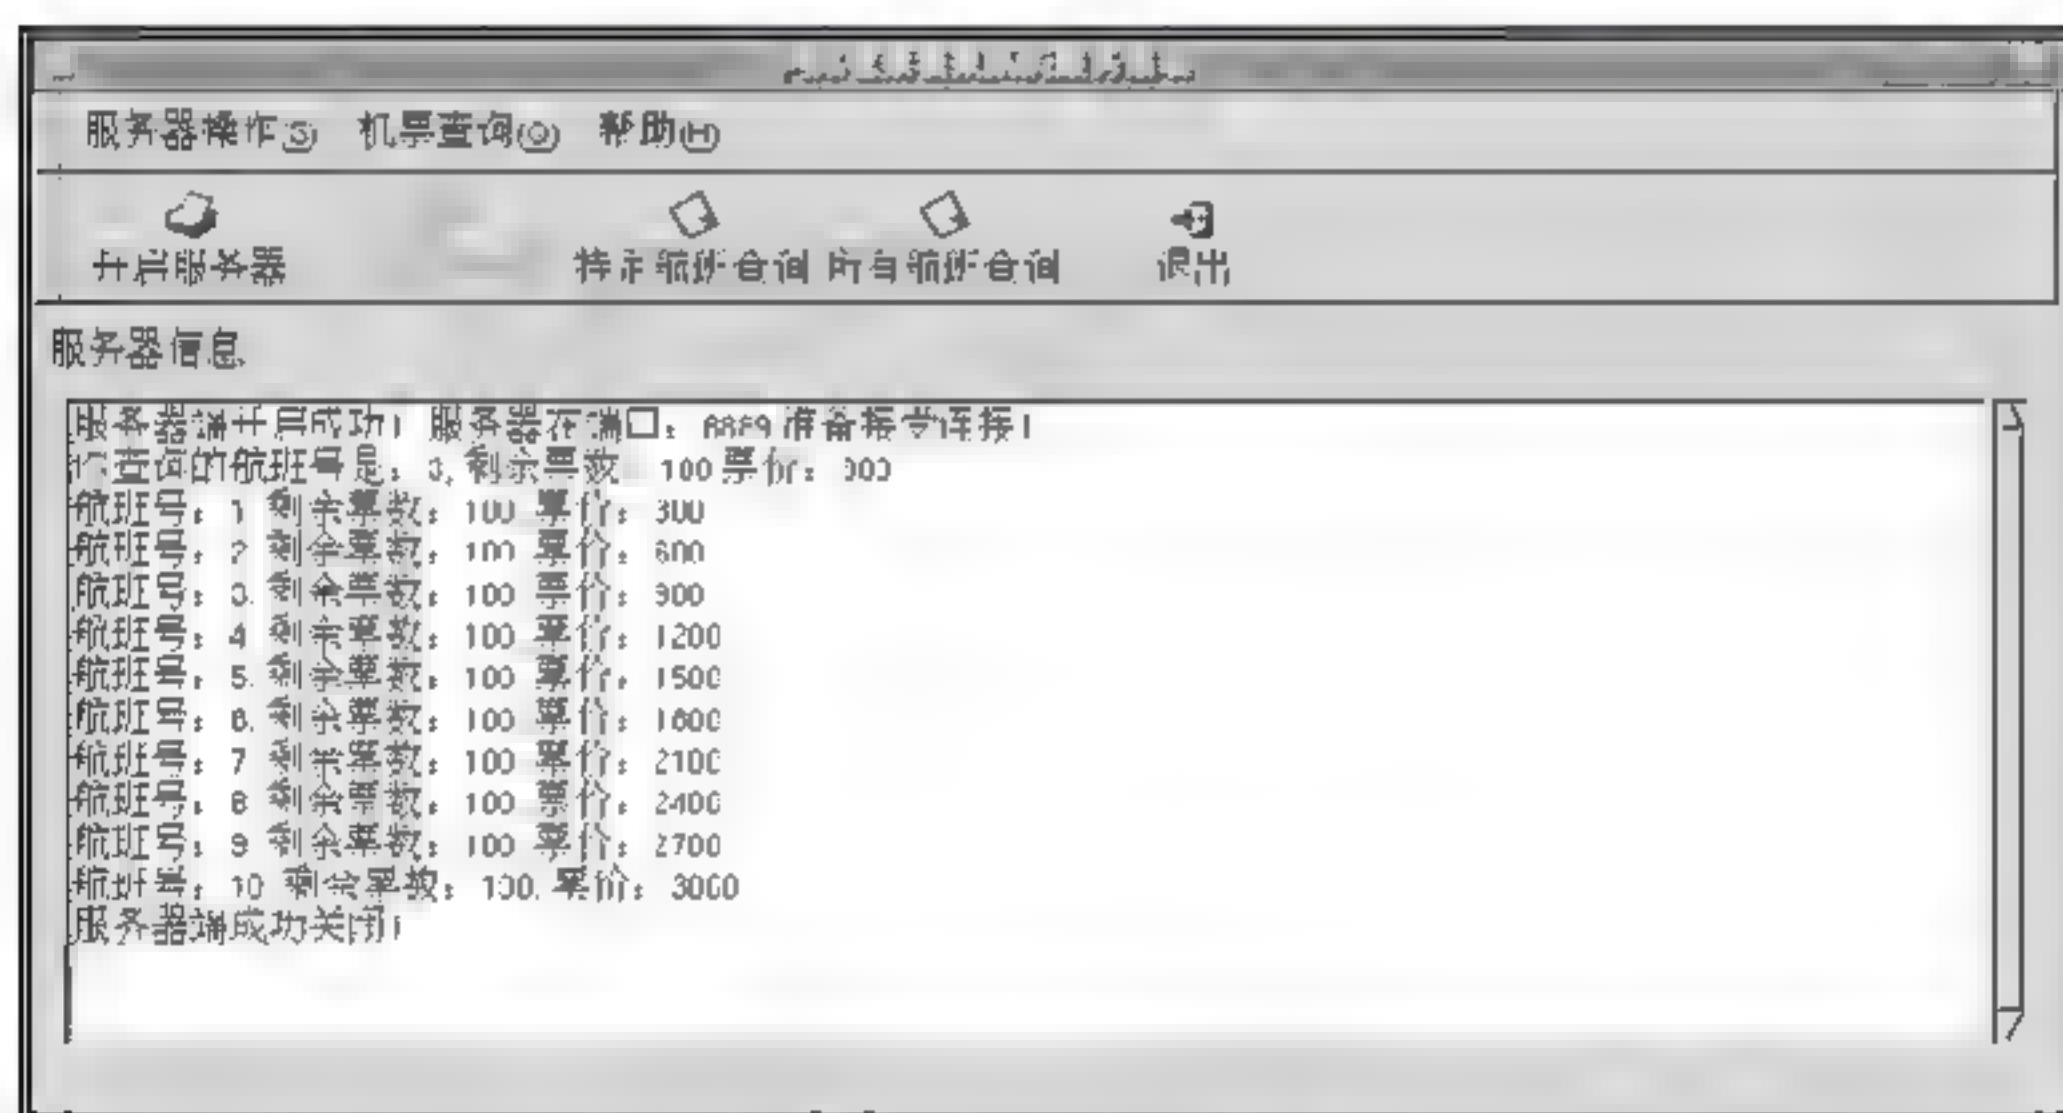 服务器操作(S) 机票查询(Q) 帮助(H)
开启服务器 特定航班查询 所有航班查询 退出
服务器信息
服务器端开启成功! 服务器在端口: 8889 准备接受连接!
查询的航班号是: 3, 剩余票数: 100 票价: 900
航班号: 1 剩余票数: 100 票价: 300
航班号: 2 剩余票数: 100 票价: 600
航班号: 3. 剩余票数: 100 票价: 900
航班号: 4 剩余票数: 100 票价: 1200
航班号: 5. 剩余票数: 100 票价: 1500
航班号: 6. 剩余票数: 100 票价: 1800
航班号: 7 剩余票数: 100 票价: 2100
航班号: 8 剩余票数: 100 票价: 2400
航班号: 9 剩余票数: 100 票价: 2700
航班号: 10 剩余票数: 100. 票价: 3000
服务器端成功关闭!